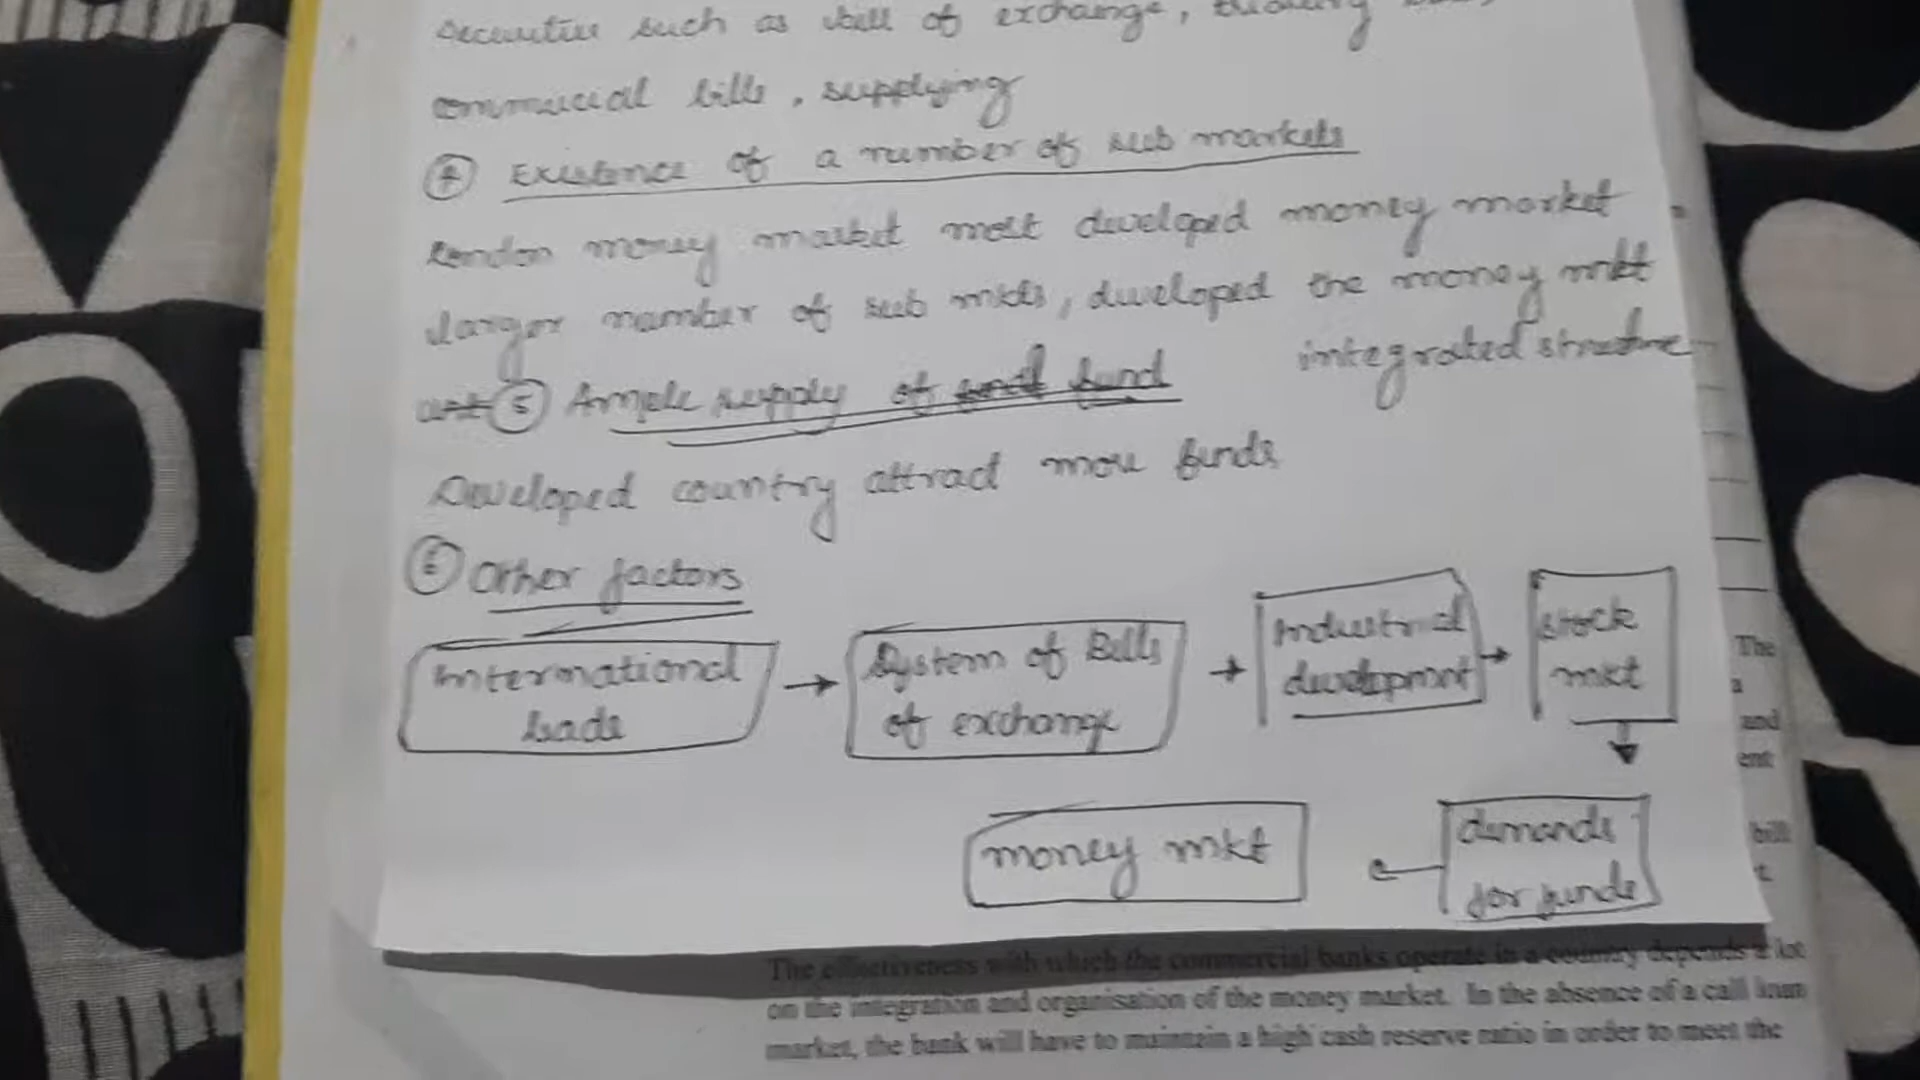 securities such as bill of exchange,
commercial bills, supplying
④ Existence of a number of sub markets
London money market most developed money market
larger number of sub mkts, developed the money mkt
integrated structure
⑤ Ample supply of fund
Developed country attract more funds
⑥ Other factors
International trade → System of Bills of exchange → Industrial development → Stock mkt
money mkt ← demands for funds
The
a
and
ent
bill
t
The effectiveness with which the commercial banks operate in a country depends a lot
on the integration and organisation of the money market. In the absence of a call loan
market, the bank will have to maintain a high cash reserve ratio in order to meet the